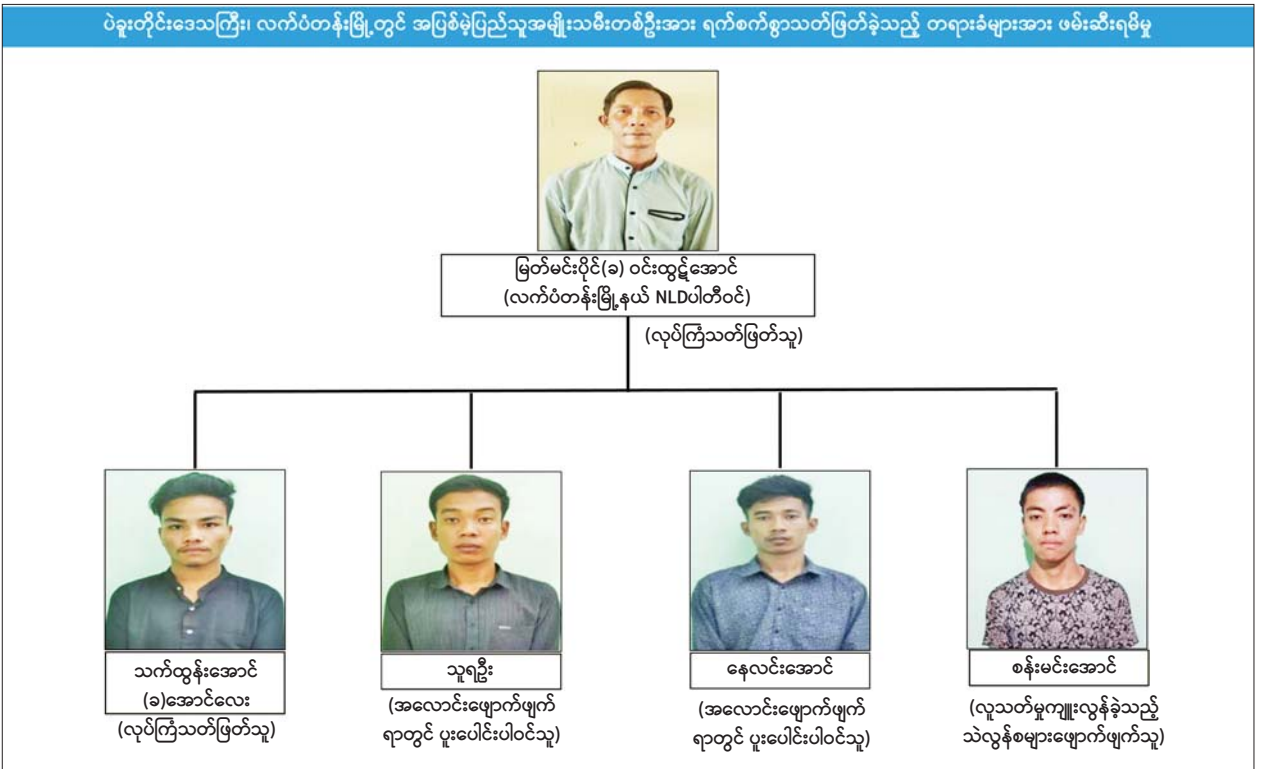 ပဲခူးတိုင်းဒေသကြီး၊ လက်ပံတန်းမြို့တွင် အပြစ်မဲ့ပြည်သူအမျိုးသမီးတစ်ဦးအား ရက်စက်စွာသတ်ဖြတ်ခဲ့သည့် တရားခံများအား ဖမ်းဆီးရမိမှု
မြတ်မင်းပိုင်(ခ) ဝင်းထွဋ်အောင်
(လက်ပံတန်းမြို့နယ် NLDပါတီဝင်)
(လုပ်ကြံသတ်ဖြတ်သူ)
သက်ထွန်းအောင်
(ခ)အောင်လေး
(လုပ်ကြံသတ်ဖြတ်သူ)
သူရဦး
(အလောင်းဖျောက်ဖျက်
ရာတွင် ပူးပေါင်းပါဝင်သူ)
နေလင်းအောင်
(အလောင်းဖျောက်ဖျက်
ရာတွင် ပူးပေါင်းပါဝင်သူ)
စန်းမင်းအောင်
(လူသတ်မှုကျူးလွန်ခဲ့သည့်
သဲလွန်စများဖျောက်ဖျက်သူ)